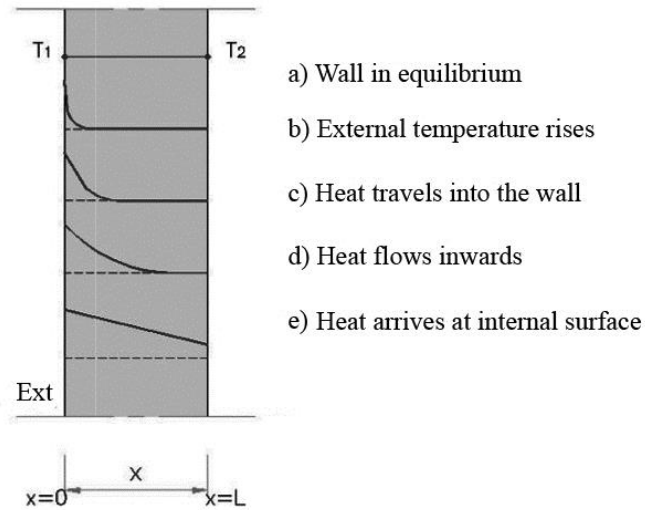 T1 T2
a) Wall in equilibrium
b) External temperature rises
c) Heat travels into the wall
d) Heat flows inwards
e) Heat arrives at internal surface
Ext
X
x=0 x=L